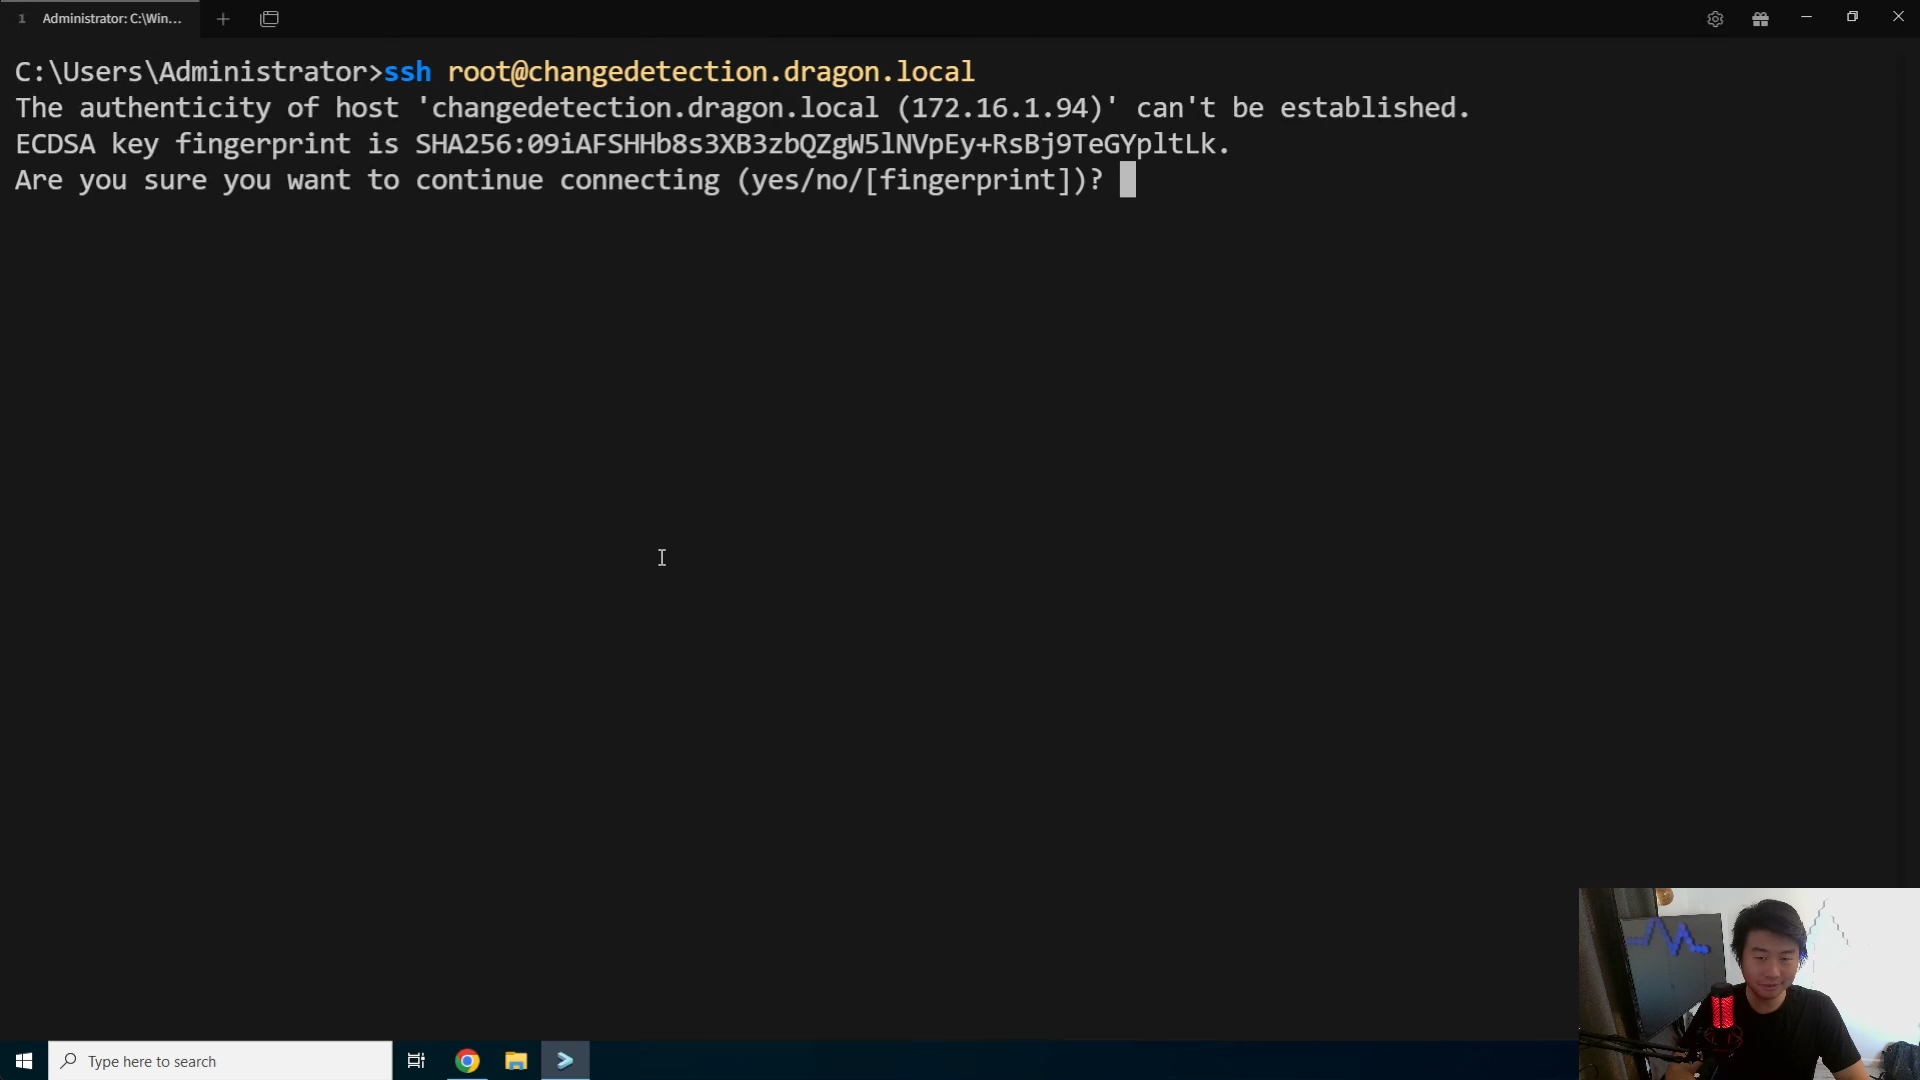 1 Administrator: C:\Win...
C:\Users\Administrator>ssh root@changedetection.dragon.local
The authenticity of host 'changedetection.dragon.local (172.16.1.94)' can't be established.
ECDSA key fingerprint is SHA256:09iAFSHHb8s3XB3zbQZgW5lNVpEy+RsBj9TeGYpltLk.
Are you sure you want to continue connecting (yes/no/[fingerprint])?
Type here to search